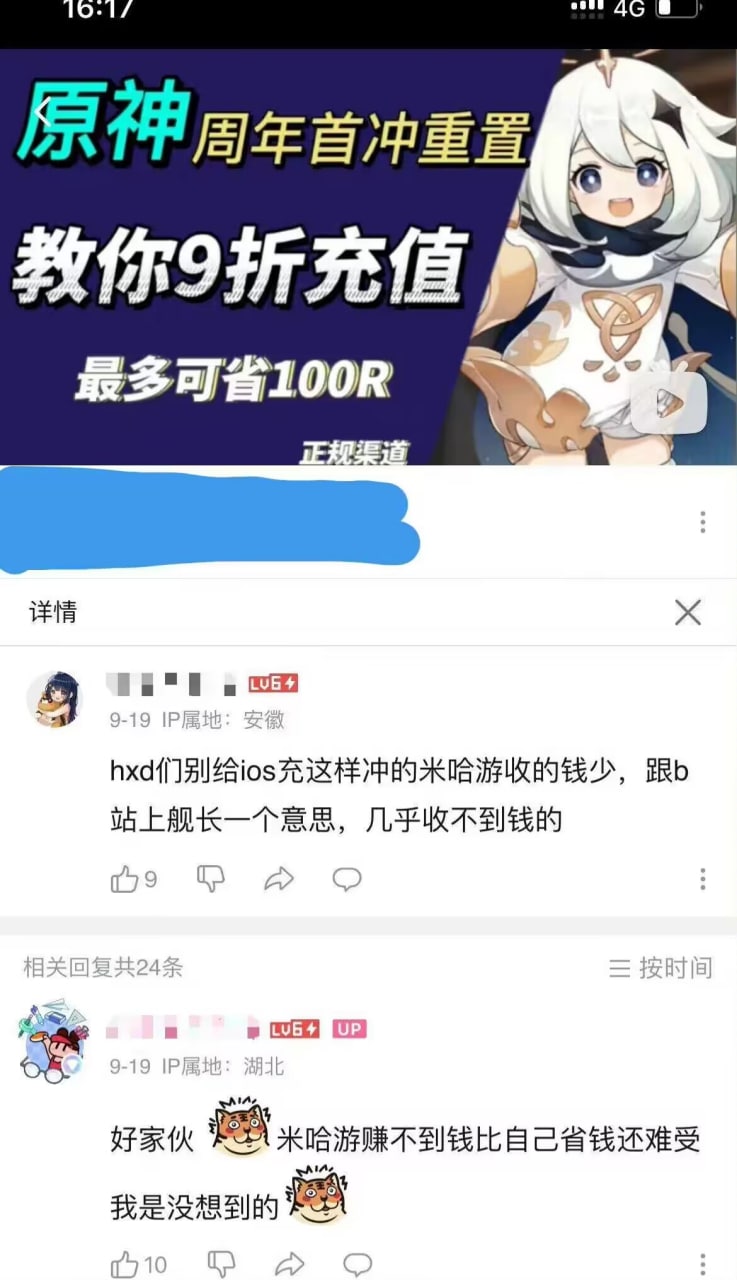 16:17
4G
原神周年首冲重置
教你9折充值
最多可省100R
正规渠道
详情
LV6
9-19 IP属地：安徽
hxd们别给ios充这样冲的米哈游收的钱少，跟b
站上舰长一个意思，几乎收不到钱的
9
相关回复共24条
按时间
LV6 UP
9-19 IP属地：湖北
好家伙 米哈游赚不到钱比自己省钱还难受
我是没想到的
10